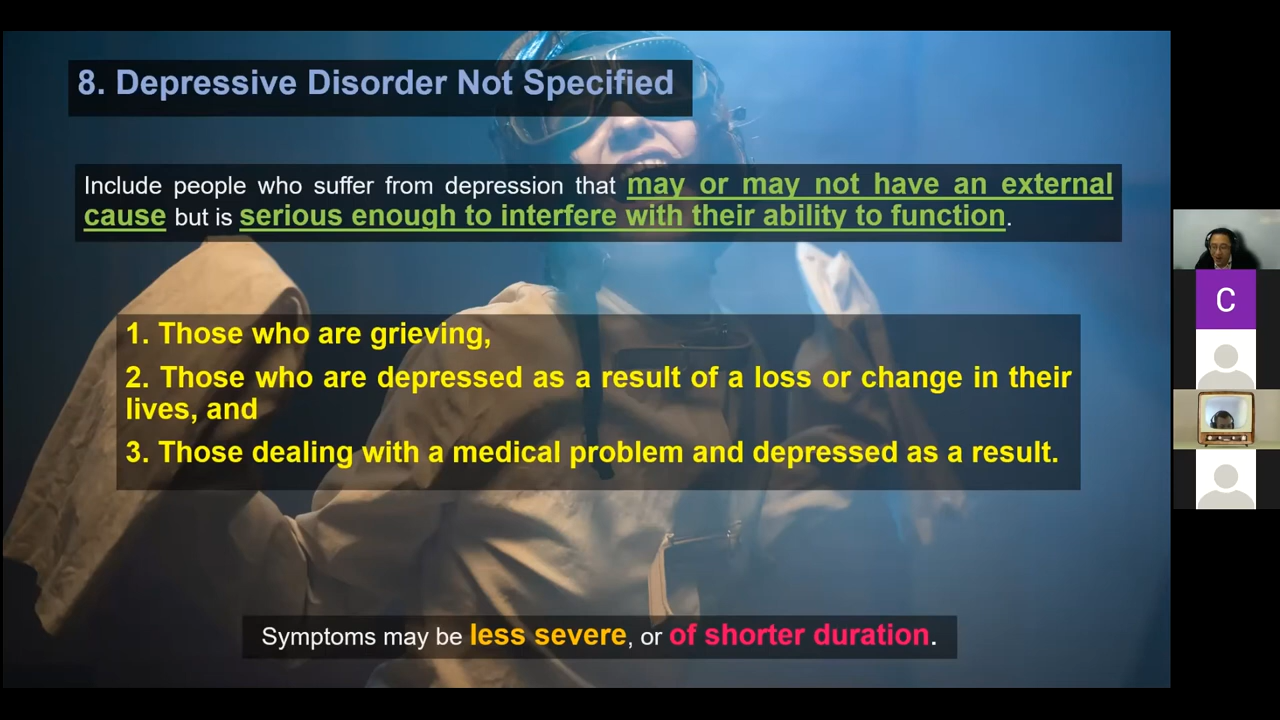 8. Depressive Disorder Not Specified
Include people who suffer from depression that may or may not have an external
cause but is serious enough to interfere with their ability to function.
1. Those who are grieving,
2. Those who are depressed as a result of a loss or change in their
lives, and
3. Those dealing with a medical problem and depressed as a result.
Symptoms may be less severe, or of shorter duration.
C